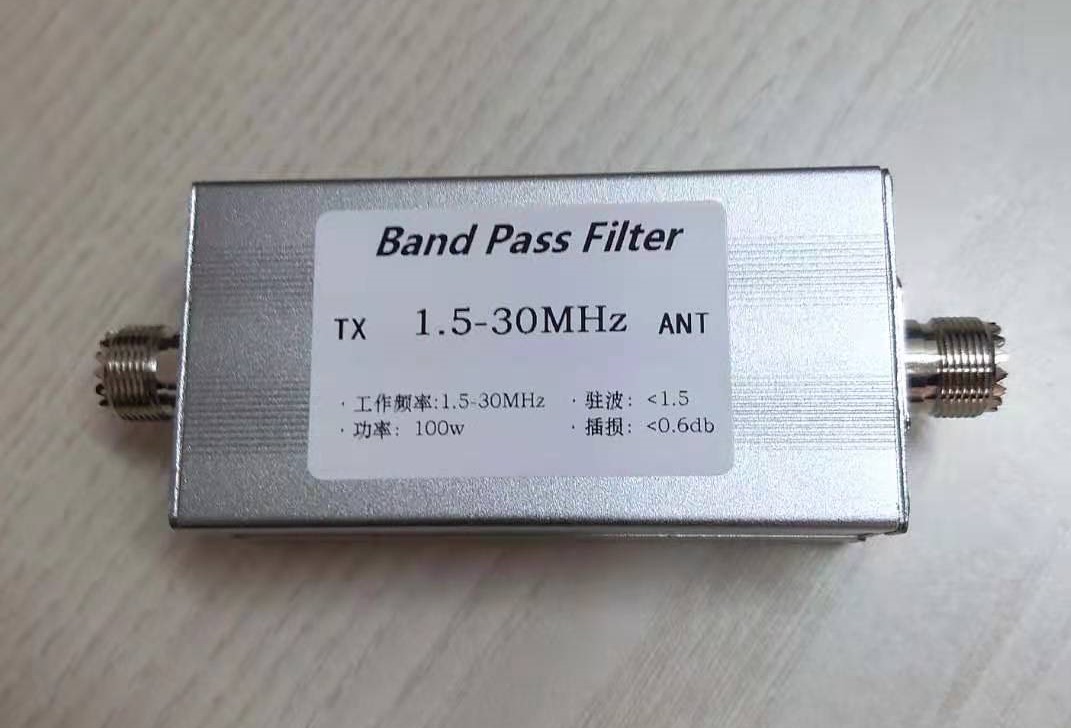 Band Pass Filter
TX 1.5-30MHz ANT
· 工作频率:1.5-30MHz · 驻波: <1.5
· 功率: 100w · 插损: <0.6db